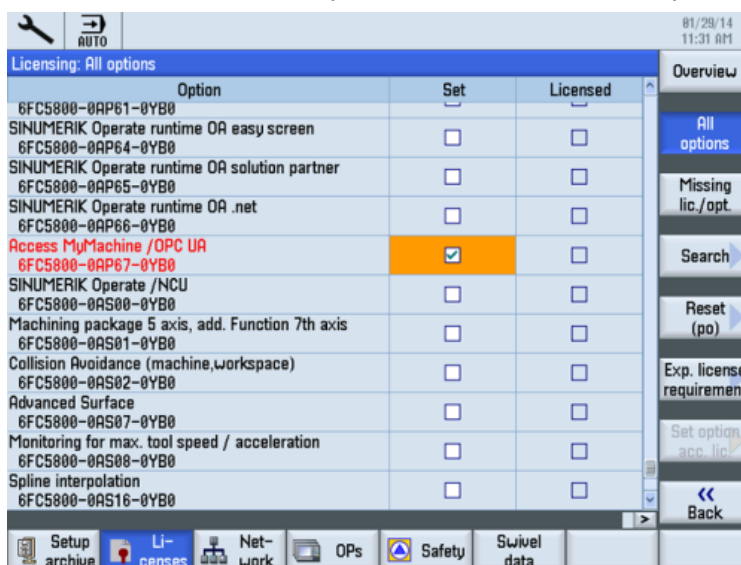 AUTO
01/29/14
11:31 AM
Licensing: All options
Option Set Licensed
6FC5800-0AP61-0YB0
SINUMERIK Operate runtime OA easy screen
6FC5800-0AP64-0YB0
SINUMERIK Operate runtime OA solution partner
6FC5800-0AP65-0YB0
SINUMERIK Operate runtime OA .net
6FC5800-0AP66-0YB0
Access MyMachine /OPC UA
6FC5800-0AP67-0YB0
SINUMERIK Operate /NCU
6FC5800-0AS00-0YB0
Machining package 5 axis, add. Function 7th axis
6FC5800-0AS01-0YB0
Collision Avoidance (machine,workspace)
6FC5800-0AS02-0YB0
Advanced Surface
6FC5800-0AS07-0YB0
Monitoring for max. tool speed / acceleration
6FC5800-0AS08-0YB0
Spline interpolation
6FC5800-0AS16-0YB0
Overview
All
options
Missing
lic./opt.
Search
Reset
(po)
Exp. license
requiremen
Set option
acc. lic.
Back
Setup
archive
Li-
censes
Net-
work
OPs
Safety
Swivel
data